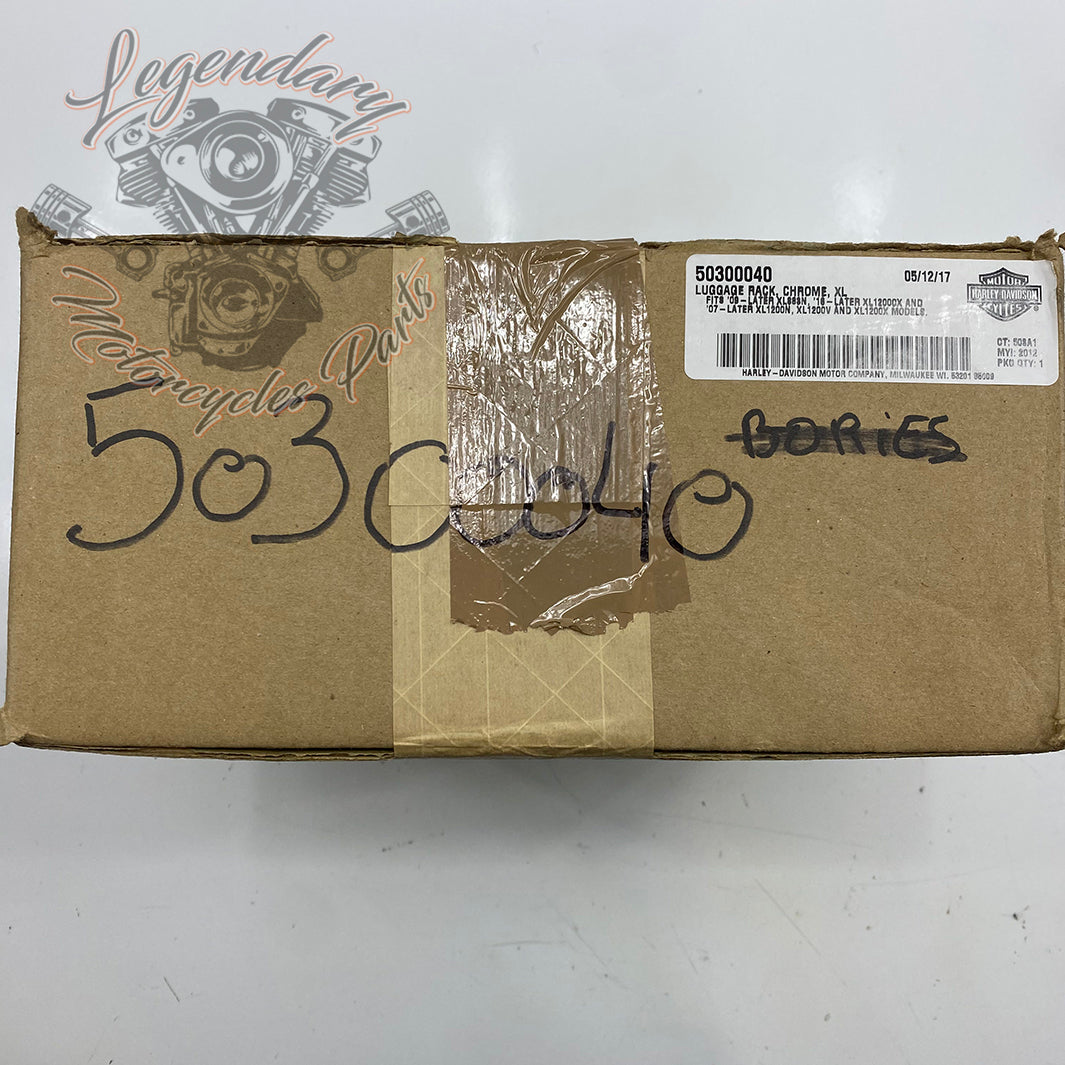 Legendary
Motorcycles Parts
50300040 05/12/17
LUGGAGE RACK, CHROME, XL
FITS '09-LATER XL883N, '16-LATER XL1200CX AND
'07-LATER XL1200N, XL1200V AND XL1200X MODELS.
MOTOR
HARLEY-DAVIDSON
CYCLES
CT: 508A1
MYI: 2012
PKG QTY: 1
HARLEY-DAVIDSON MOTOR COMPANY, MILWAUKEE WI. 53201
50300040
BORIES